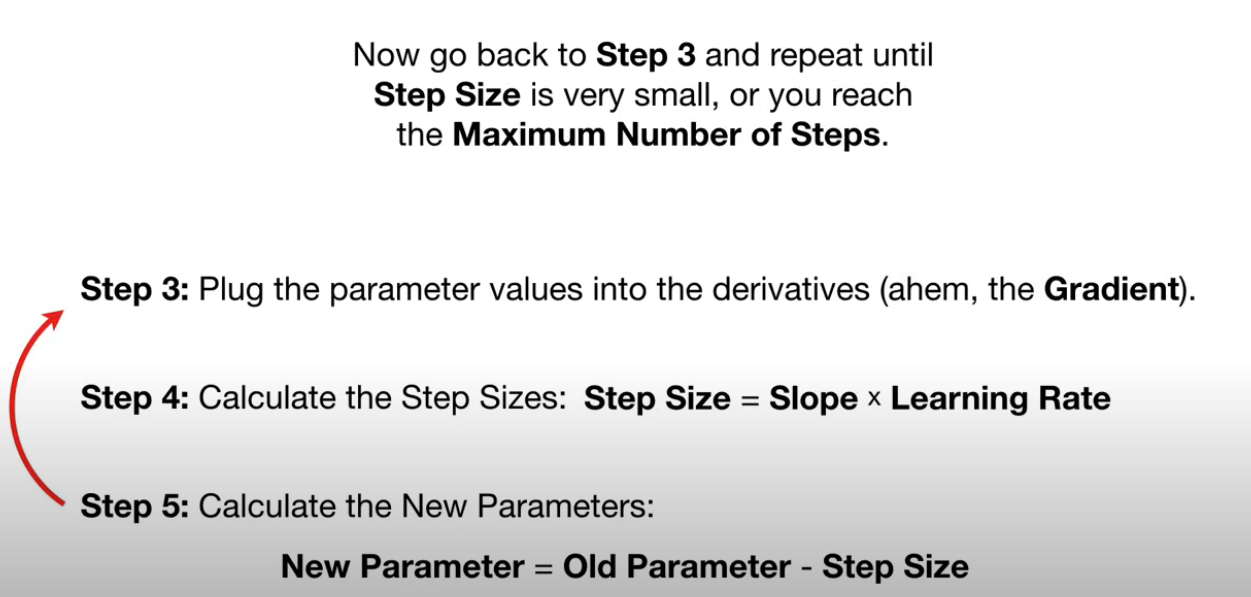 Now go back to Step 3 and repeat until
Step Size is very small, or you reach
the Maximum Number of Steps.
Step 3: Plug the parameter values into the derivatives (ahem, the Gradient).
Step 4: Calculate the Step Sizes: Step Size = Slope × Learning Rate
Step 5: Calculate the New Parameters:
New Parameter = Old Parameter - Step Size